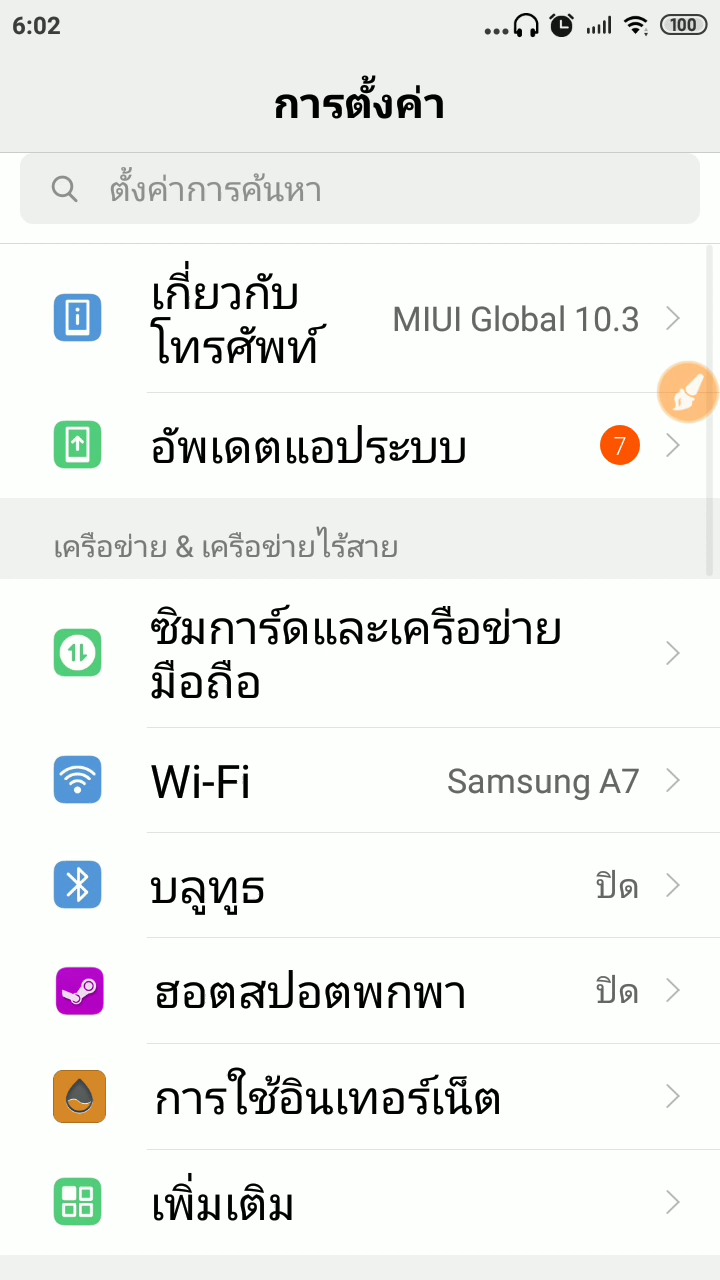 6:02
100
การตั้งค่า
ตั้งค่าการค้นหา
เกี่ยวกับ
โทรศัพท์
MIUI Global 10.3
อัพเดตแอประบบ
7
เครือข่าย & เครือข่ายไร้สาย
ซิมการ์ดและเครือข่าย
มือถือ
Wi-Fi
Samsung A7
บลูทูธ
ปิด
ฮอตสปอตพกพา
ปิด
การใช้อินเทอร์เน็ต
เพิ่มเติม